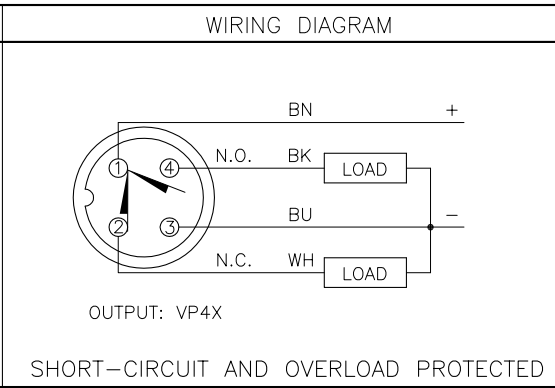 WIRING DIAGRAM
BN +
1 4 N.O. BK LOAD
BU –
2 3
N.C. WH LOAD
OUTPUT: VP4X
SHORT-CIRCUIT AND OVERLOAD PROTECTED